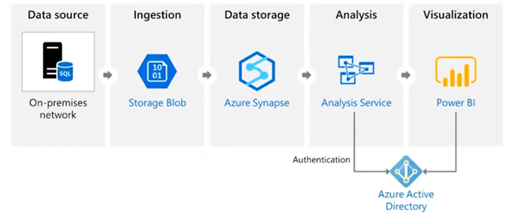 Data source
Ingestion
Data storage
Analysis
Visualization
SQL
10
01
On-premises
network
Storage Blob
Azure Synapse
Analysis Service
Power BI
Authentication
Azure Active
Directory